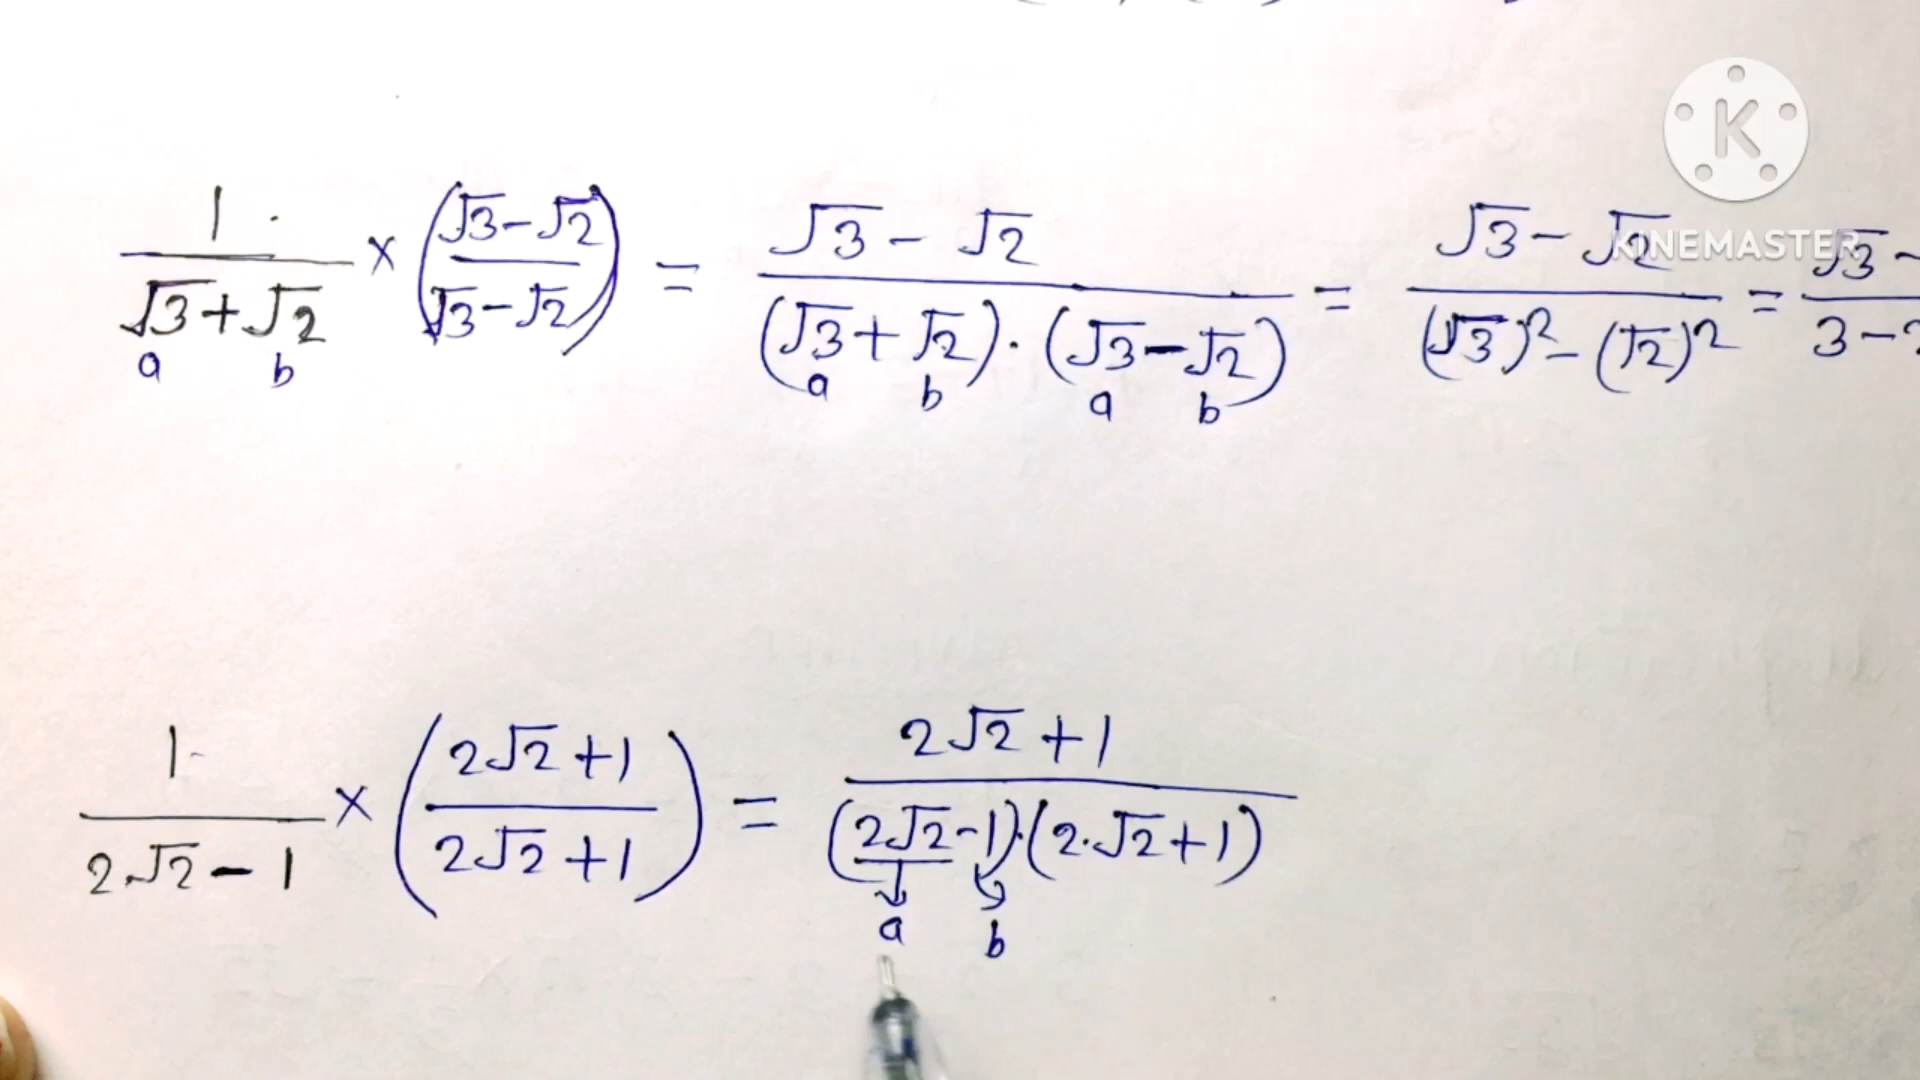 1/(√3+√2) × ((√3-√2)/(√3-√2)) = (√3-√2)/((√3+√2)·(√3-√2)) = (√3-√2)/((√3)²-(√2)²) = √3-/3-
a b a b a b
1/(2√2-1) × ((2√2+1)/(2√2+1)) = (2√2+1)/((2√2-1)·(2·√2+1))
a b
K
KINEMASTER